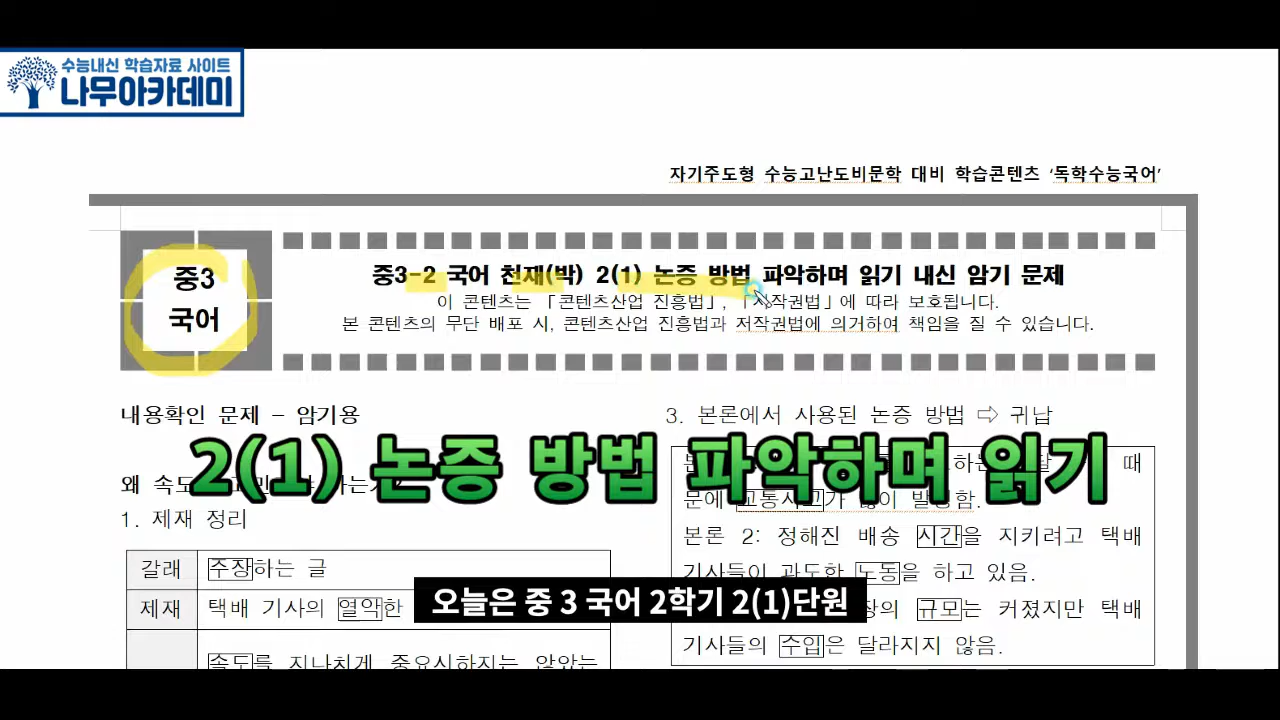 수능내신 학습자료 사이트
나무아카데미
자기주도형 수능고난도비문학 대비 학습콘텐츠 '독학수능국어'
중3
국어
중3-2 국어 천재(박) 2(1) 논증 방법 파악하며 읽기 내신 암기 문제
이 콘텐츠는 「콘텐츠산업 진흥법」, 「저작권법」에 따라 보호됩니다.
본 콘텐츠의 무단 배포 시, 콘텐츠산업 진흥법과 저작권법에 의거하여 책임을 질 수 있습니다.
내용확인 문제 - 암기용
왜 속도
1. 제재 정리
갈래 주장하는 글
제재 택배 기사의 열악한
속도를 지나치게 중요시하지는 않았는
3. 본론에서 사용된 논증 방법 ⇨ 귀납
때
문에 교통사고가 많이 발생함.
본론 2: 정해진 배송 시간을 지키려고 택배
기사들이 과도한 노동을 하고 있음.
규모는 커졌지만 택배
기사들의 수입은 달라지지 않음.
2(1) 논증 방법 파악하며 읽기
오늘은 중 3 국어 2학기 2(1)단원